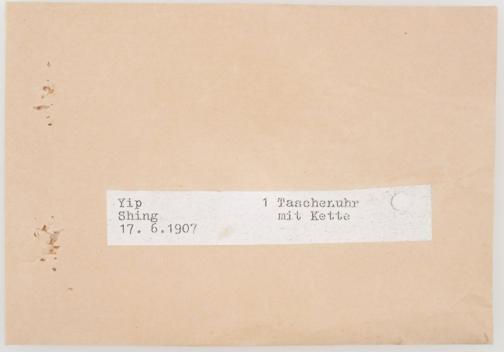 Yip
Shing
17. 6.1907
1 Taschenuhr
mit Kette